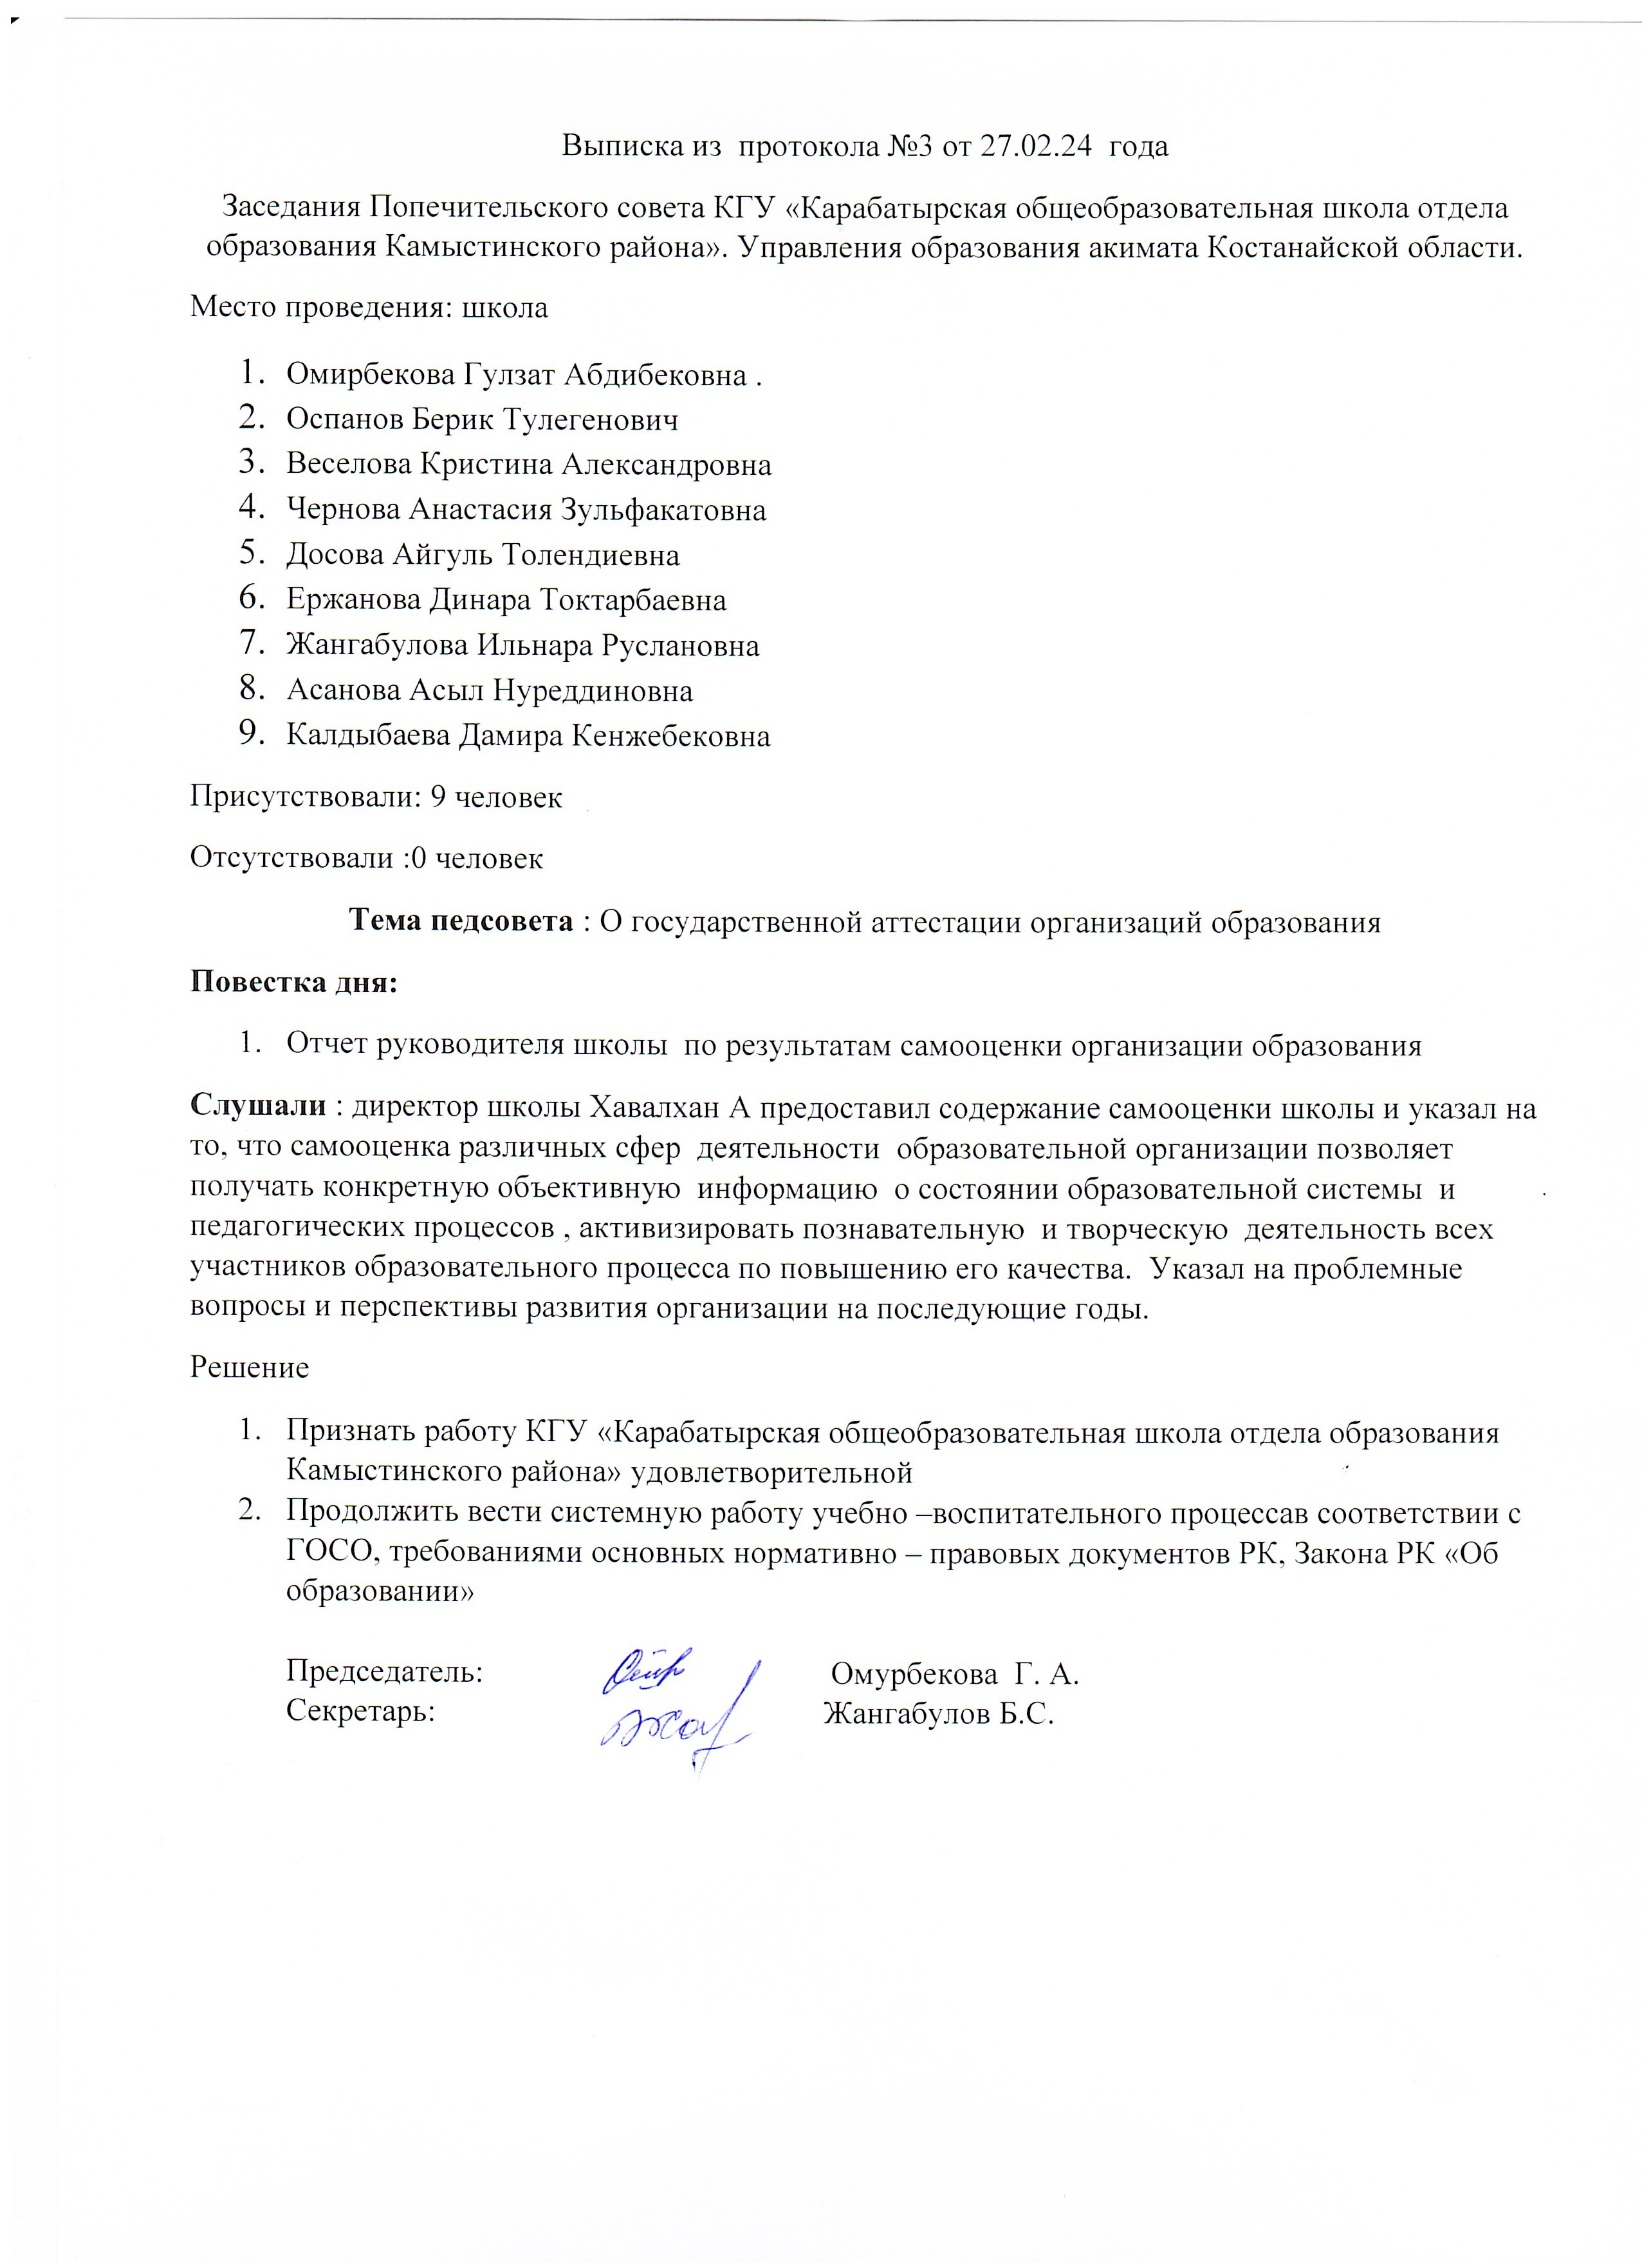 Выписка из протокола №3 от 27.02.24 года
Заседания Попечительского совета КГУ «Карабатырская общеобразовательная школа отдела
образования Камыстинского района». Управления образования акимата Костанайской области.
Место проведения: школа
1. Омирбекова Гулзат Абдибековна .
2. Оспанов Берик Тулегенович
3. Веселова Кристина Александровна
4. Чернова Анастасия Зульфакатовна
5. Досова Айгуль Толендиевна
6. Ержанова Динара Токтарбаевна
7. Жангабулова Ильнара Руслановна
8. Асанова Асыл Нуреддиновна
9. Калдыбаева Дамира Кенжебековна
Присутствовали: 9 человек
Отсутствовали :0 человек
Тема педсовета : О государственной аттестации организаций образования
Повестка дня:
1. Отчет руководителя школы по результатам самооценки организации образования
Слушали : директор школы Хавалхан А предоставил содержание самооценки школы и указал на
то, что самооценка различных сфер деятельности образовательной организации позволяет
получать конкретную объективную информацию о состоянии образовательной системы и
педагогических процессов , активизировать познавательную и творческую деятельность всех
участников образовательного процесса по повышению его качества. Указал на проблемные
вопросы и перспективы развития организации на последующие годы.
Решение
1. Признать работу КГУ «Карабатырская общеобразовательная школа отдела образования
Камыстинского района» удовлетворительной
2. Продолжить вести системную работу учебно –воспитательного процессав соответствии с
ГОСО, требованиями основных нормативно – правовых документов РК, Закона РК «Об
образовании»
Председатель: Омурбекова Г. А.
Секретарь: Жангабулов Б.С.